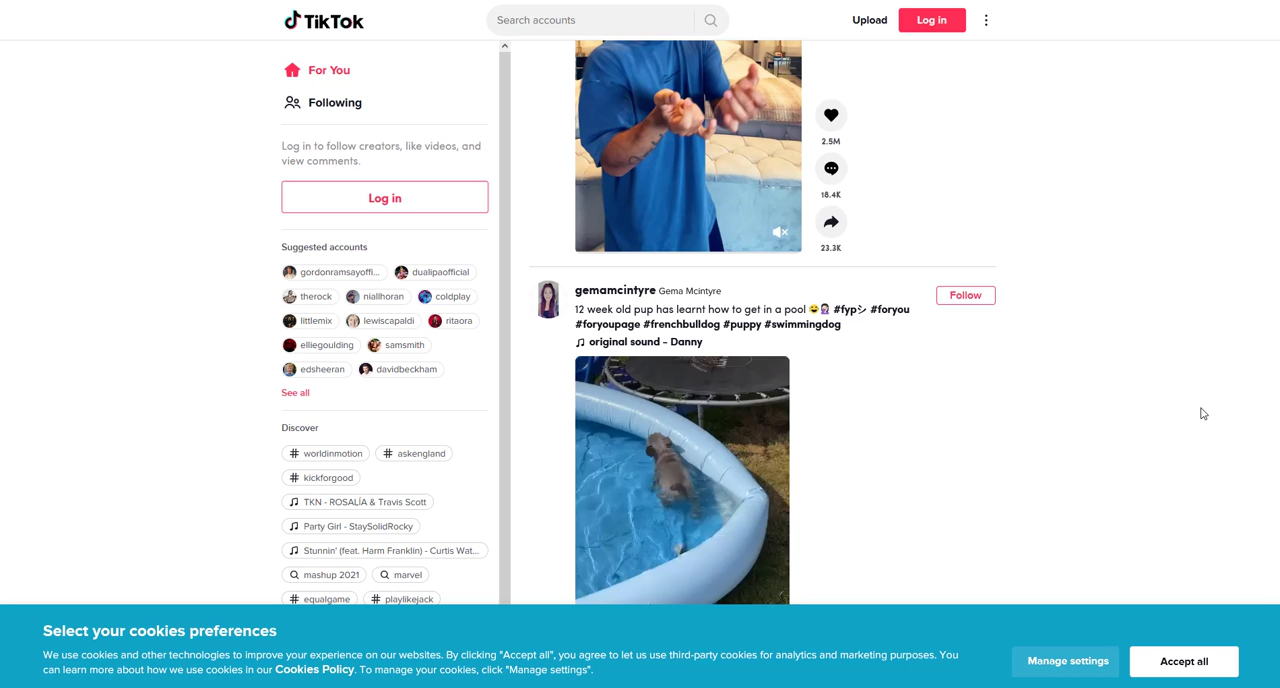 TikTok
Search accounts
Upload
Log in
For You
Following
Log in to follow creators, like videos, and
view comments.
Log in
Suggested accounts
gordonramsayoffi...
dualipaofficial
therock
niallhoran
coldplay
littlemix
lewiscapaldi
ritaora
elliegoulding
samsmith
edsheeran
davidbeckham
See all
Discover
# worldinmotion
# askengland
# kickforgood
TKN - ROSALÍA & Travis Scott
Party Girl - StaySolidRocky
Stunnin' (feat. Harm Franklin) - Curtis Wat...
mashup 2021
marvel
# equalgame
# playlikejack
2.5M
18.4K
23.3K
gemamcintyre Gema Mcintyre
Follow
12 week old pup has learnt how to get in a pool 😂🤦🏻‍♀️ #fypシ #foryou
#foryoupage #frenchbulldog #puppy #swimmingdog
♫ original sound - Danny
Select your cookies preferences
We use cookies and other technologies to improve your experience on our websites. By clicking "Accept all", you agree to let us use third-party cookies for analytics and marketing purposes. You
can learn more about how we use cookies in our Cookies Policy. To manage your cookies, click "Manage settings".
Manage settings
Accept all